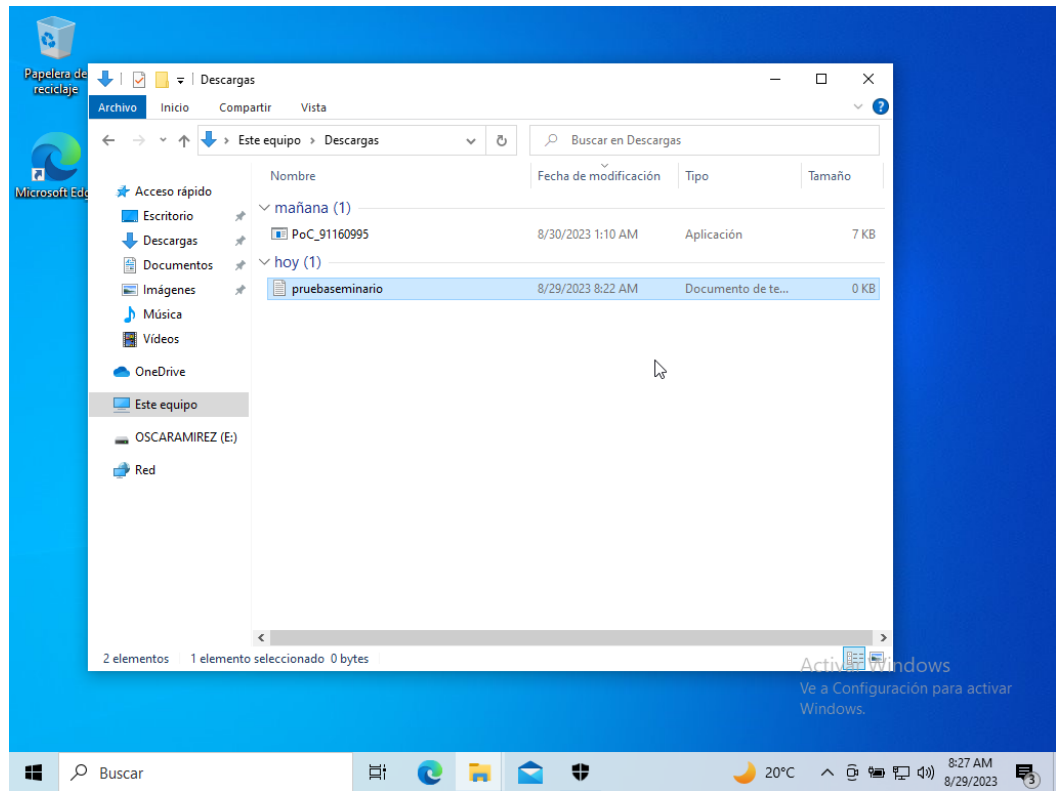 Papelera de
reciclaje
Microsoft Edg
Descargas
Archivo Inicio Compartir Vista
Este equipo > Descargas
Buscar en Descargas
Nombre Fecha de modificación Tipo Tamaño
Acceso rápido
Escritorio
Descargas
Documentos
Imágenes
Música
Vídeos
OneDrive
Este equipo
OSCARAMIREZ (E:)
Red
mañana (1)
PoC_91160995 8/30/2023 1:10 AM Aplicación 7 KB
hoy (1)
pruebaseminario 8/29/2023 8:22 AM Documento de te... 0 KB
2 elementos 1 elemento seleccionado 0 bytes
Activar Windows
Ve a Configuración para activar
Windows.
Buscar
20°C
8:27 AM
8/29/2023
3